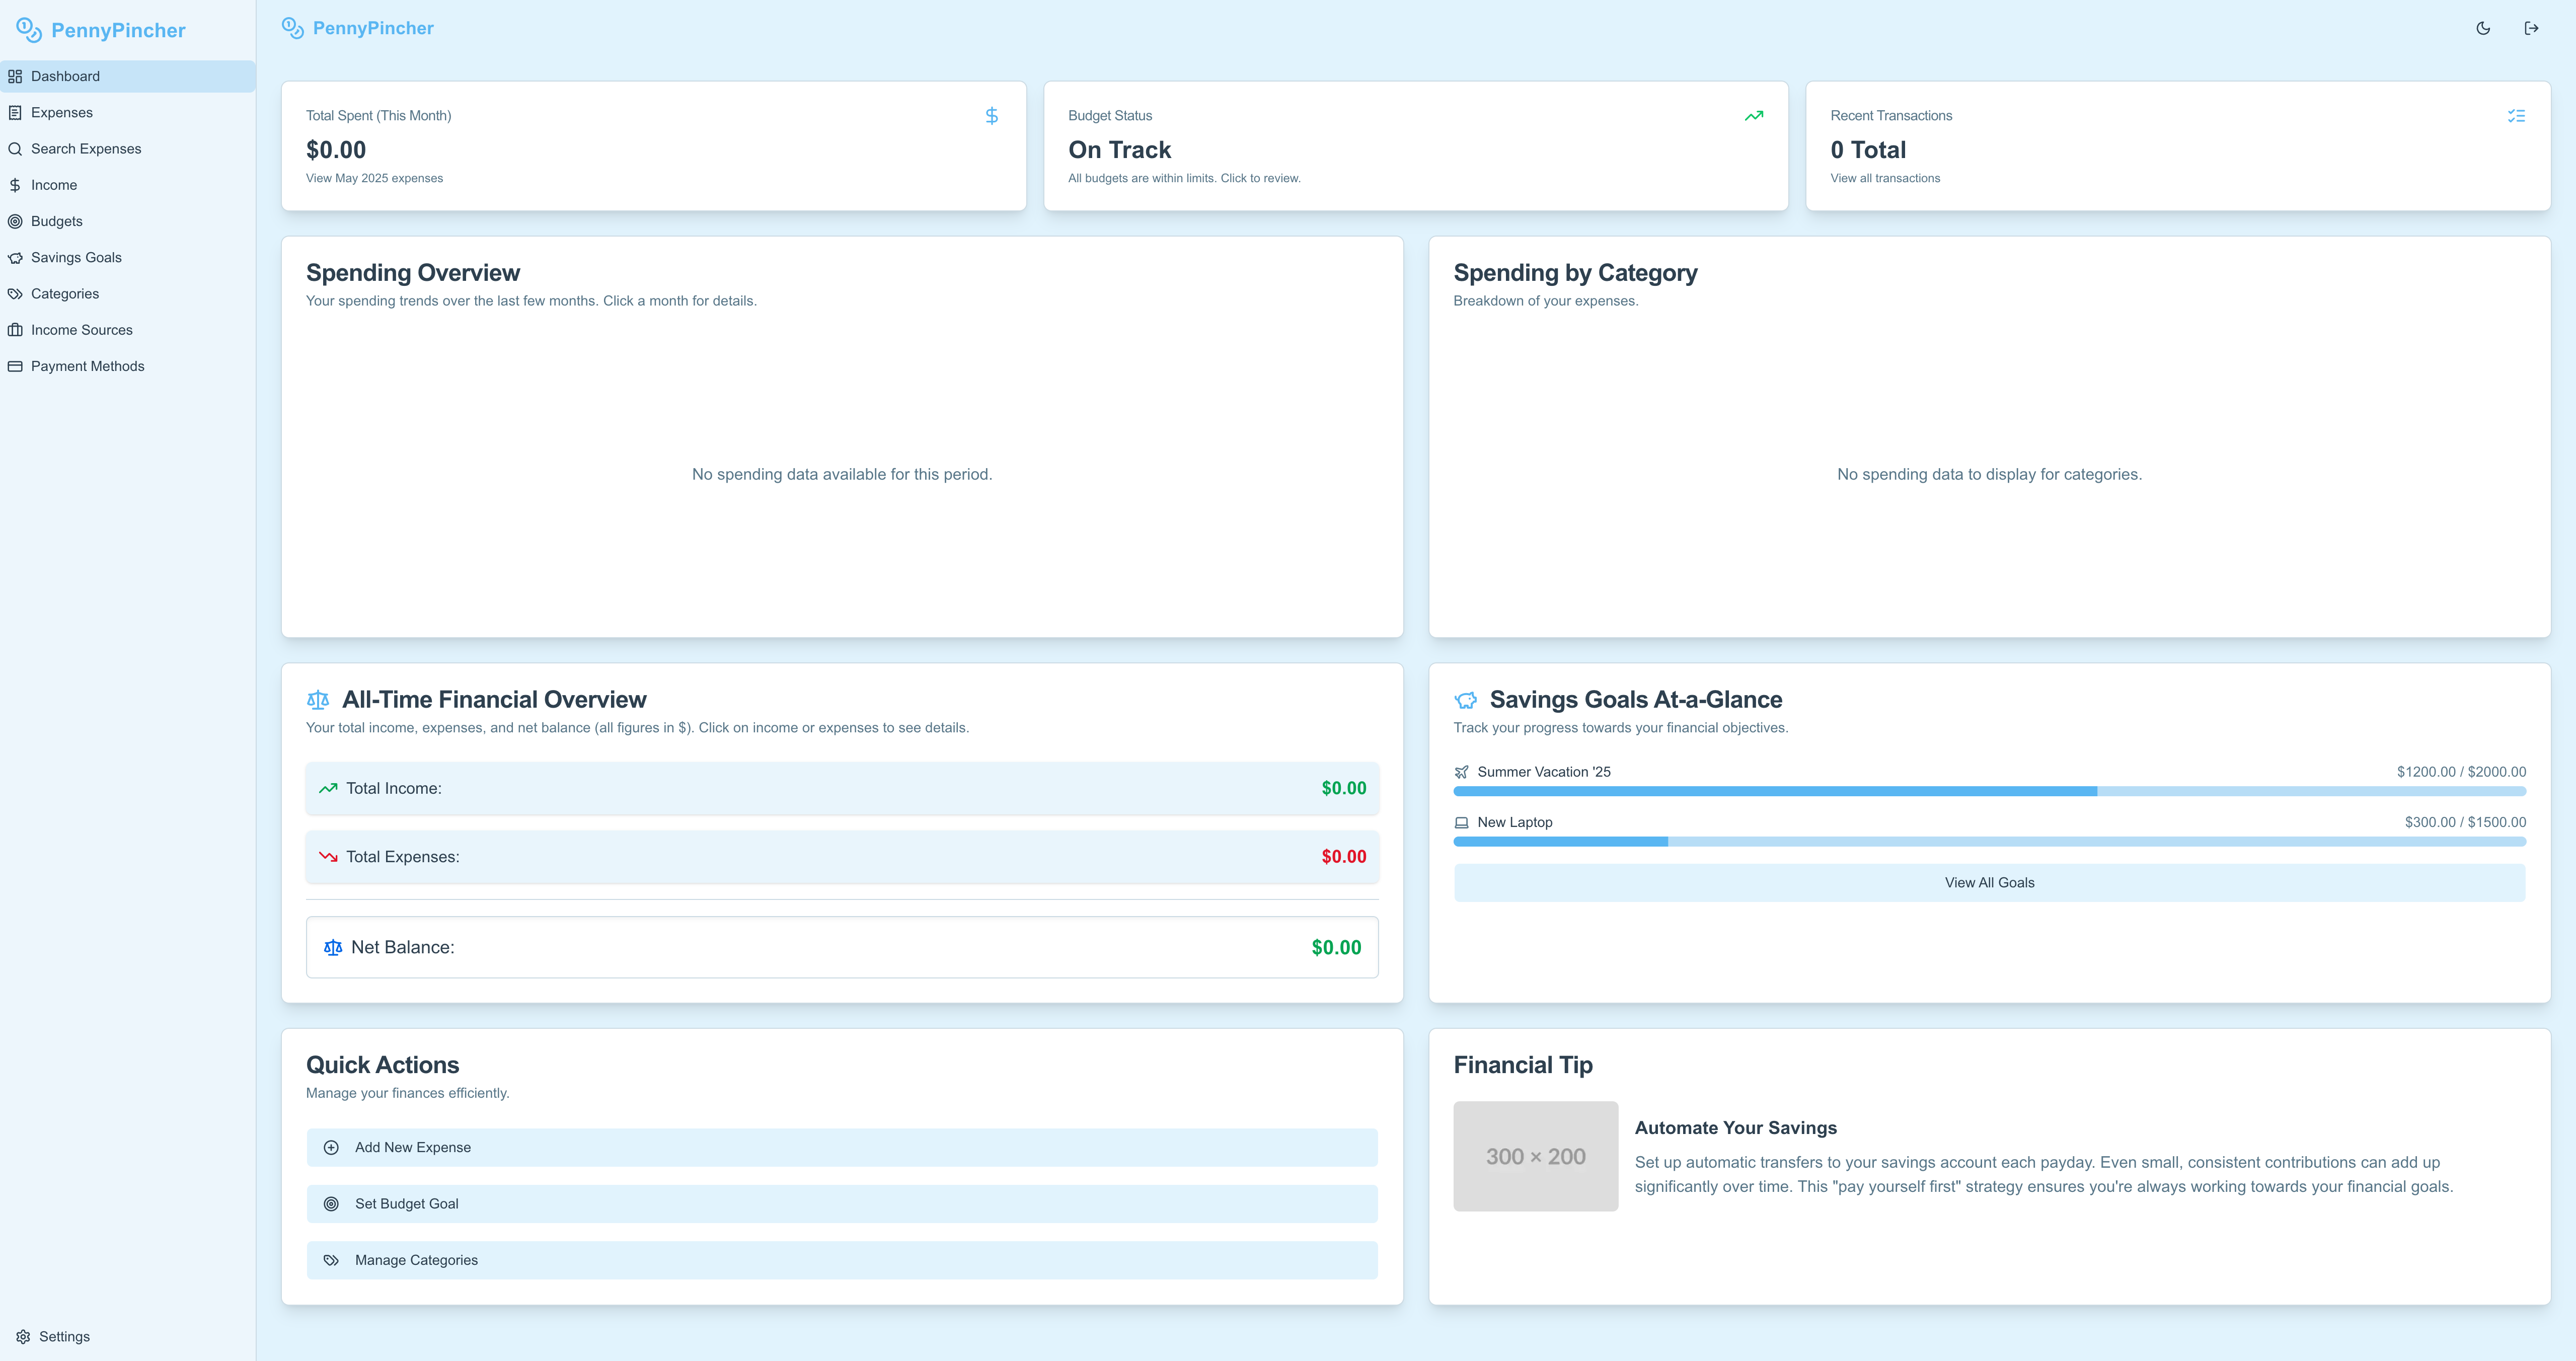 PennyPincher
Dashboard
Expenses
Search Expenses
Income
Budgets
Savings Goals
Categories
Income Sources
Payment Methods
Settings
PennyPincher
Total Spent (This Month)
$0.00
View May 2025 expenses
Budget Status
On Track
All budgets are within limits. Click to review.
Recent Transactions
0 Total
View all transactions
Spending Overview
Your spending trends over the last few months. Click a month for details.
No spending data available for this period.
Spending by Category
Breakdown of your expenses.
No spending data to display for categories.
All-Time Financial Overview
Your total income, expenses, and net balance (all figures in $). Click on income or expenses to see details.
Total Income: $0.00
Total Expenses: $0.00
Net Balance: $0.00
Savings Goals At-a-Glance
Track your progress towards your financial objectives.
Summer Vacation '25 $1200.00 / $2000.00
New Laptop $300.00 / $1500.00
View All Goals
Quick Actions
Manage your finances efficiently.
Add New Expense
Set Budget Goal
Manage Categories
Financial Tip
300 × 200
Automate Your Savings
Set up automatic transfers to your savings account each payday. Even small, consistent contributions can add up
significantly over time. This "pay yourself first" strategy ensures you're always working towards your financial goals.